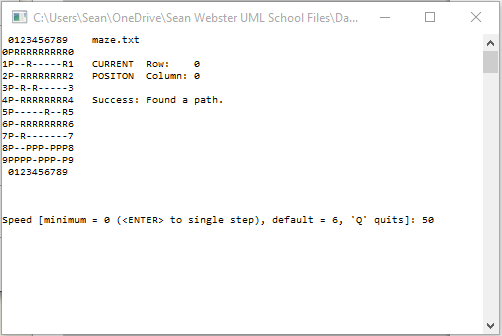 C:\Users\Sean\OneDrive\Sean Webster UML School Files\Da...
0123456789 maze.txt
0PRRRRRRRRR0
1P--R-----R1 CURRENT Row: 0
2P-RRRRRRRR2 POSITON Column: 0
3P-R-R-----3
4P-RRRRRRRR4 Success: Found a path.
5P-----R--R5
6P-RRRRRRRR6
7P-R-------7
8P--PPP-PPP8
9PPPP-PPP-P9
0123456789
Speed [minimum = 0 (<ENTER> to single step), default = 6, 'Q' quits]: 50